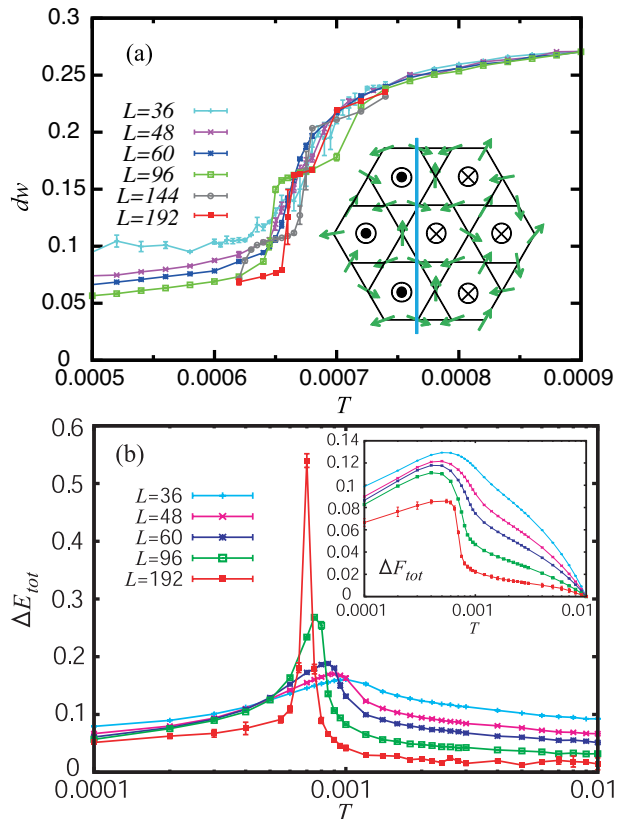 0.3
(a)
0.25
L=36
L=48
0.2
L=60
L=96
dw
0.15
L=144
L=192
0.1
0.05
0
0.0005 0.0006 0.0007 0.0008 0.0009
T
0.6
(b)
0.14
0.12
0.5
L=36
0.1
L=48
0.08
0.4
L=60
0.06
L=96
0.04
ΔF_tot
L=192
0.02
ΔE_tot
0.3
0
0.0001 0.001 0.01
T
0.2
0.1
0
0.0001 0.001 0.01
T